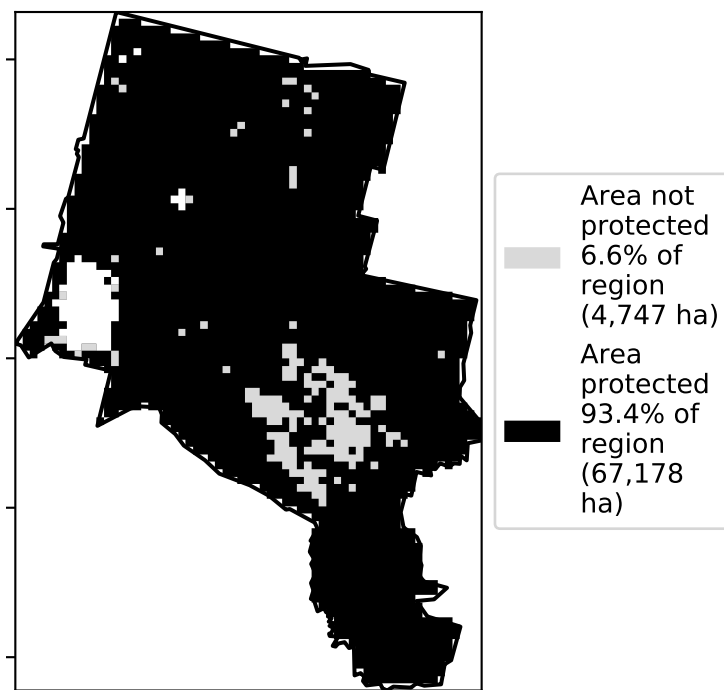 Area not
protected
6.6% of
region
(4,747 ha)
Area
protected
93.4% of
region
(67,178
ha)